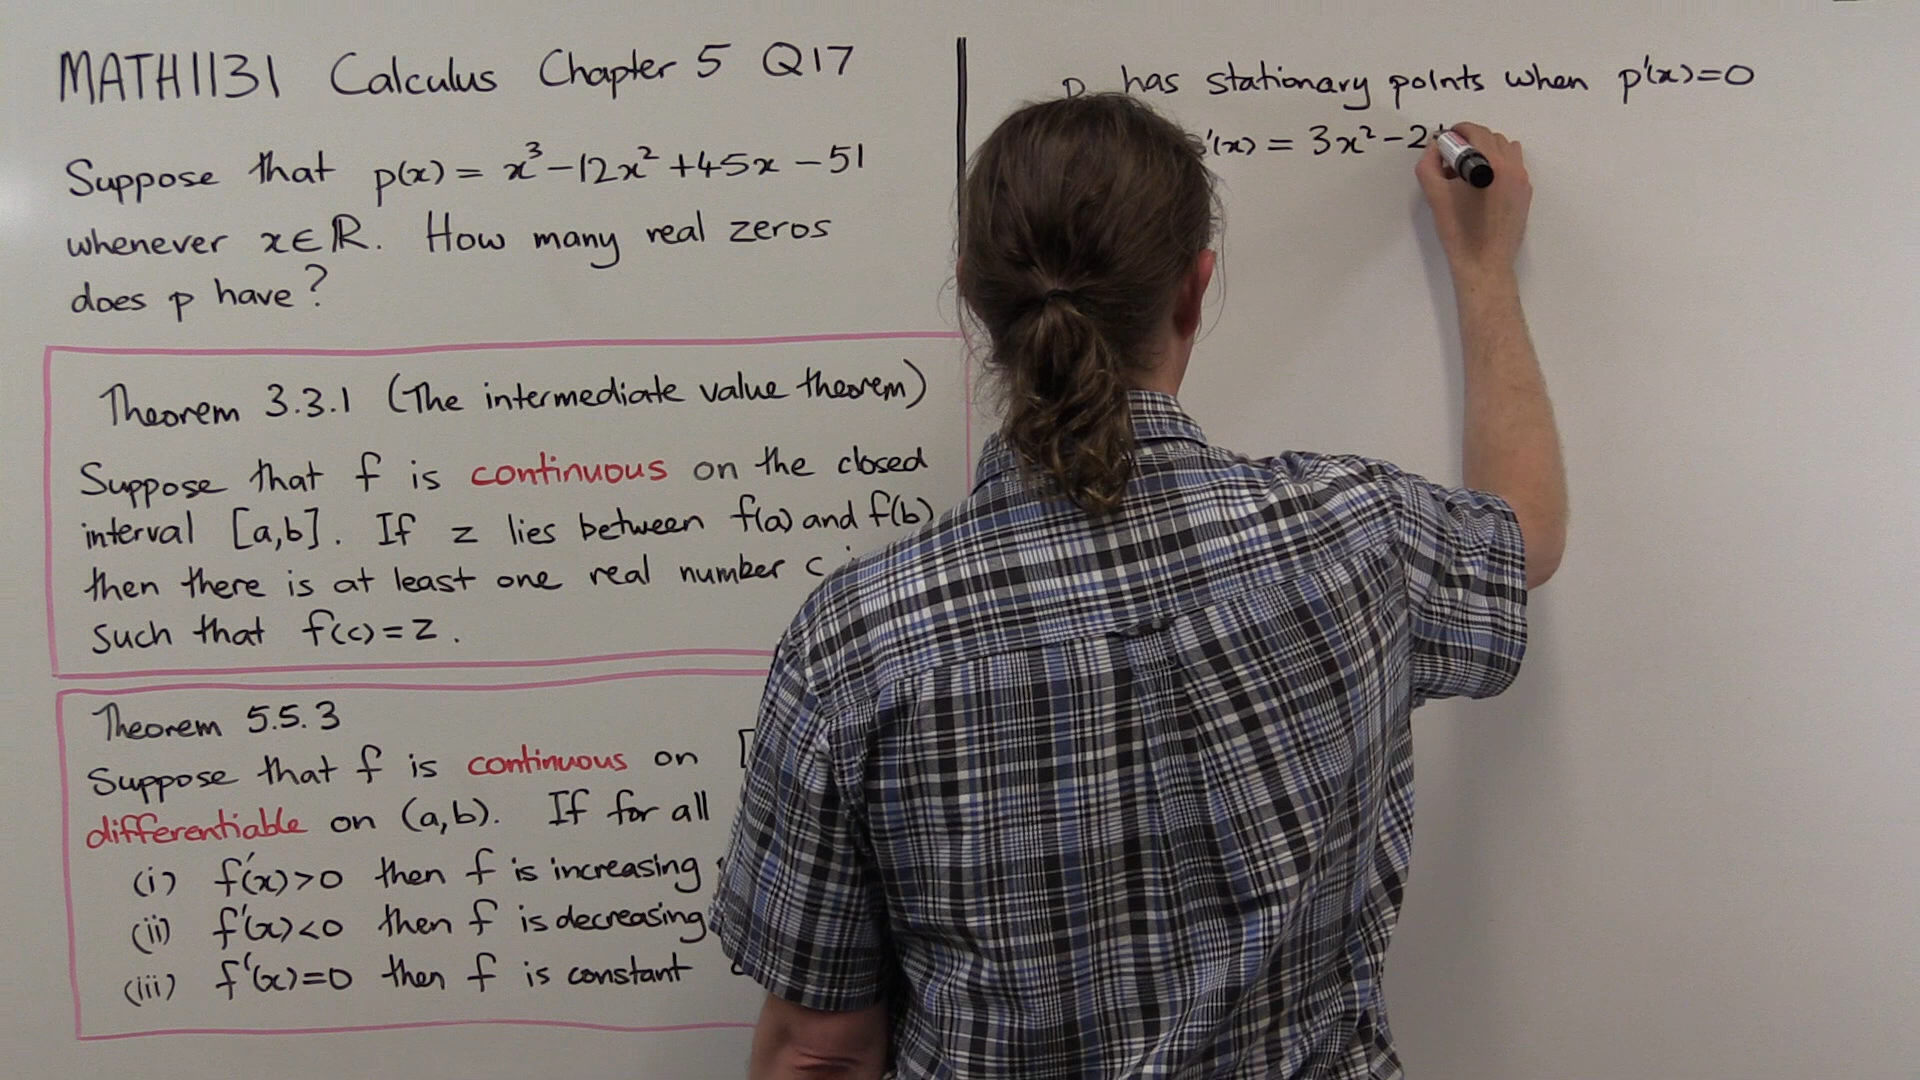 MATH1131 Calculus Chapter 5 Q17
Suppose that p(x) = x³-12x²+45x-51
whenever x∈ℝ. How many real zeros
does p have?
Theorem 3.3.1 (The intermediate value theorem)
Suppose that f is continuous on the closed
interval [a,b]. If z lies between f(a) and f(b)
then there is at least one real number c
such that f(c)=z.
Theorem 5.5.3
Suppose that f is continuous on [
differentiable on (a,b). If for all
(i) f'(x)>0 then f is increasing
(ii) f'(x)<0 then f is decreasing
(iii) f'(x)=0 then f is constant
p has stationary points when p'(x)=0
'(x) = 3x²-2